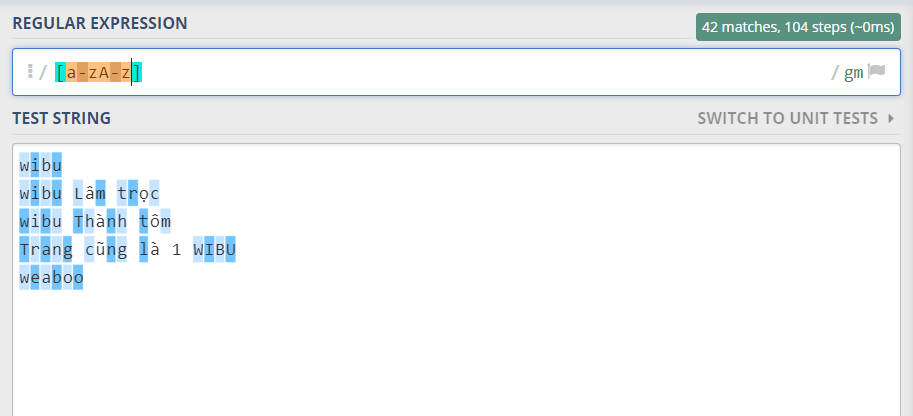 REGULAR EXPRESSION
42 matches, 104 steps (~0ms)
/ [a-zA-z] / gm
TEST STRING
SWITCH TO UNIT TESTS
wibu
wibu Lâm trọc
wibu Thành tôm
Trang cũng là 1 WIBU
weaboo